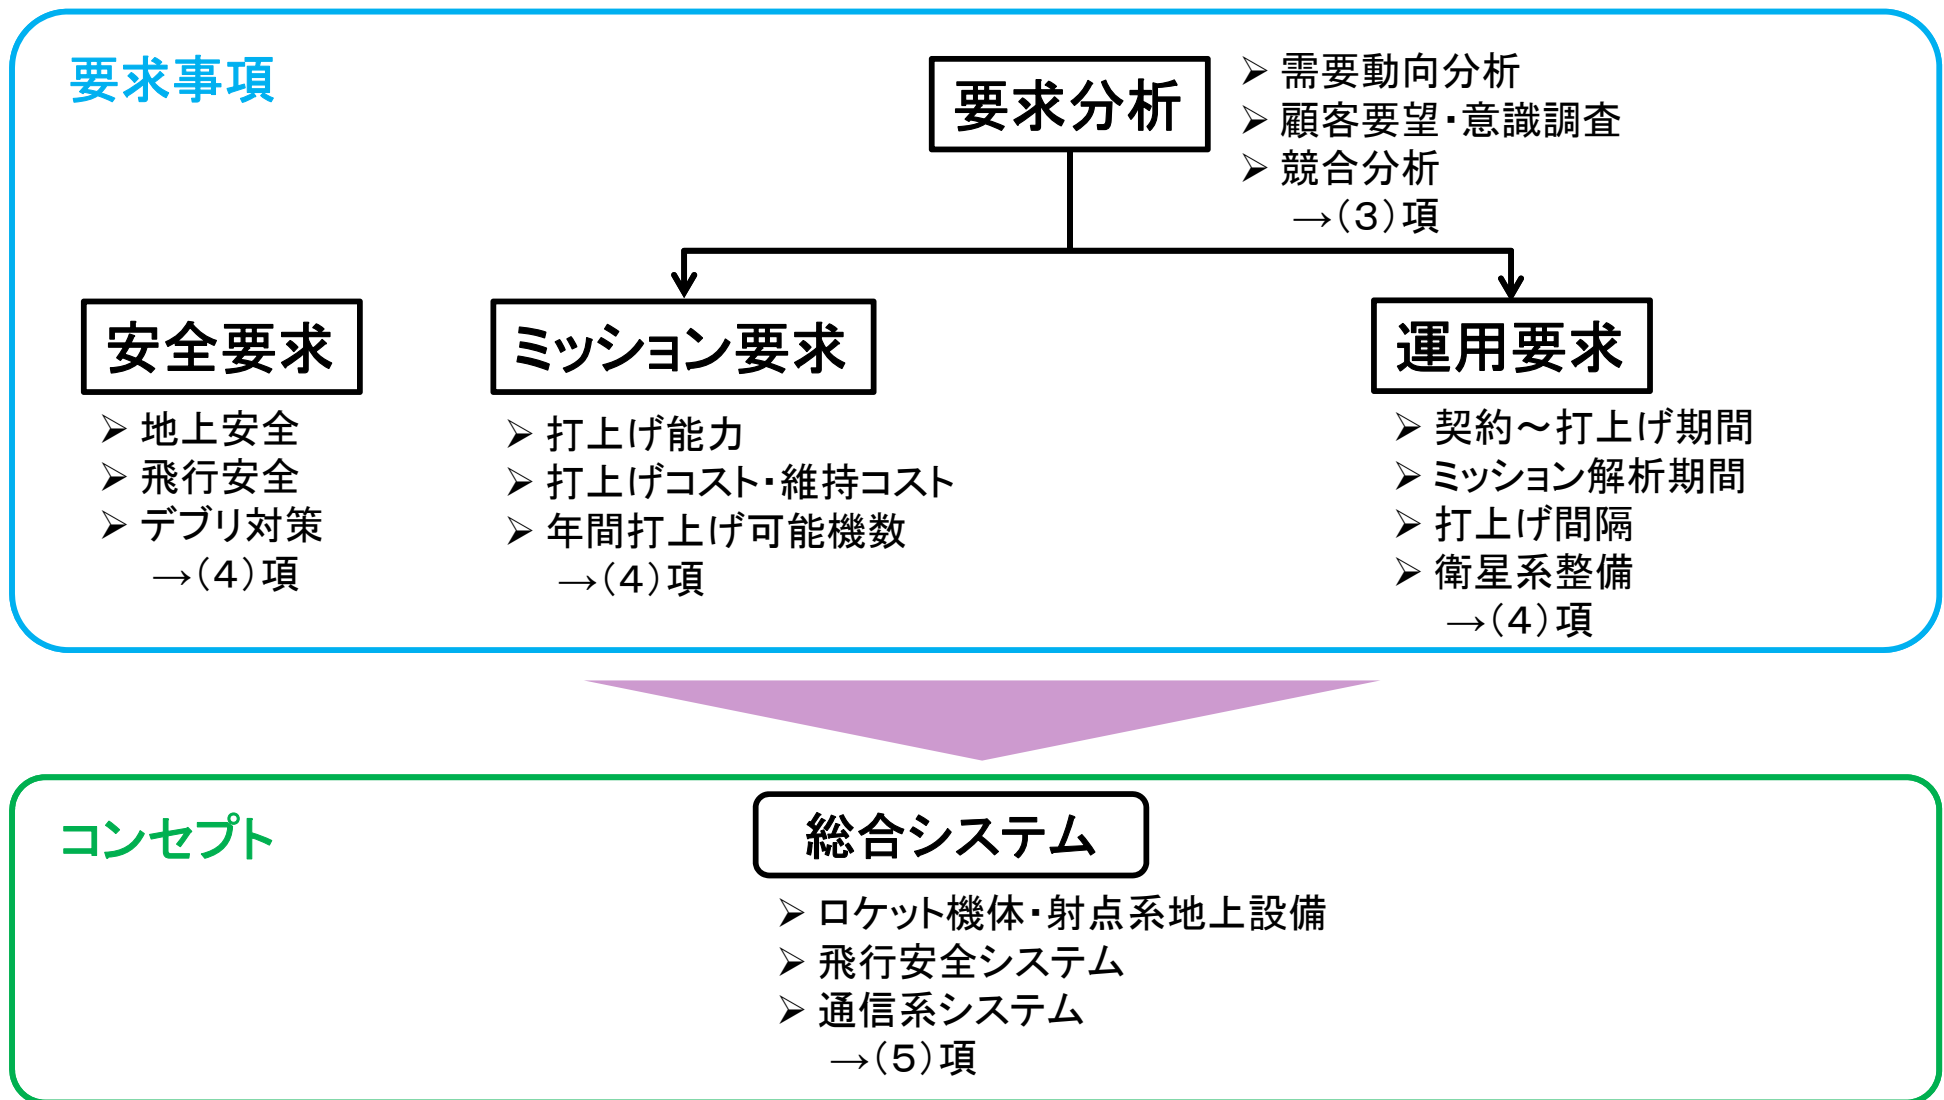 要求事項
要求分析
➢ 需要動向分析
➢ 顧客要望・意識調査
➢ 競合分析
→(3)項
安全要求
➢ 地上安全
➢ 飛行安全
➢ デブリ対策
→(4)項
ミッション要求
➢ 打上げ能力
➢ 打上げコスト・維持コスト
➢ 年間打上げ可能機数
→(4)項
運用要求
➢ 契約～打上げ期間
➢ ミッション解析期間
➢ 打上げ間隔
➢ 衛星系整備
→(4)項
コンセプト
総合システム
➢ ロケット機体・射点系地上設備
➢ 飛行安全システム
➢ 通信系システム
→(5)項